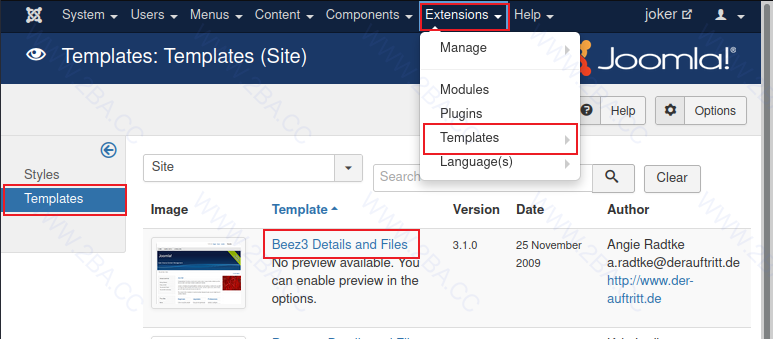 System Users Menus Content Components Extensions Help joker
Templates: Templates (Site) Joomla!®
Manage
Modules
Plugins
Templates
Language(s)
Help Options
Styles
Templates
Site
Search
Clear
Image Template Version Date Author
Beez3 Details and Files 3.1.0 25 November Angie Radtke
No preview available. You 2009 a.radtke@derauftritt.de
can enable preview in the http://www.der-
options. auftritt.de
WWW.2BA.CC